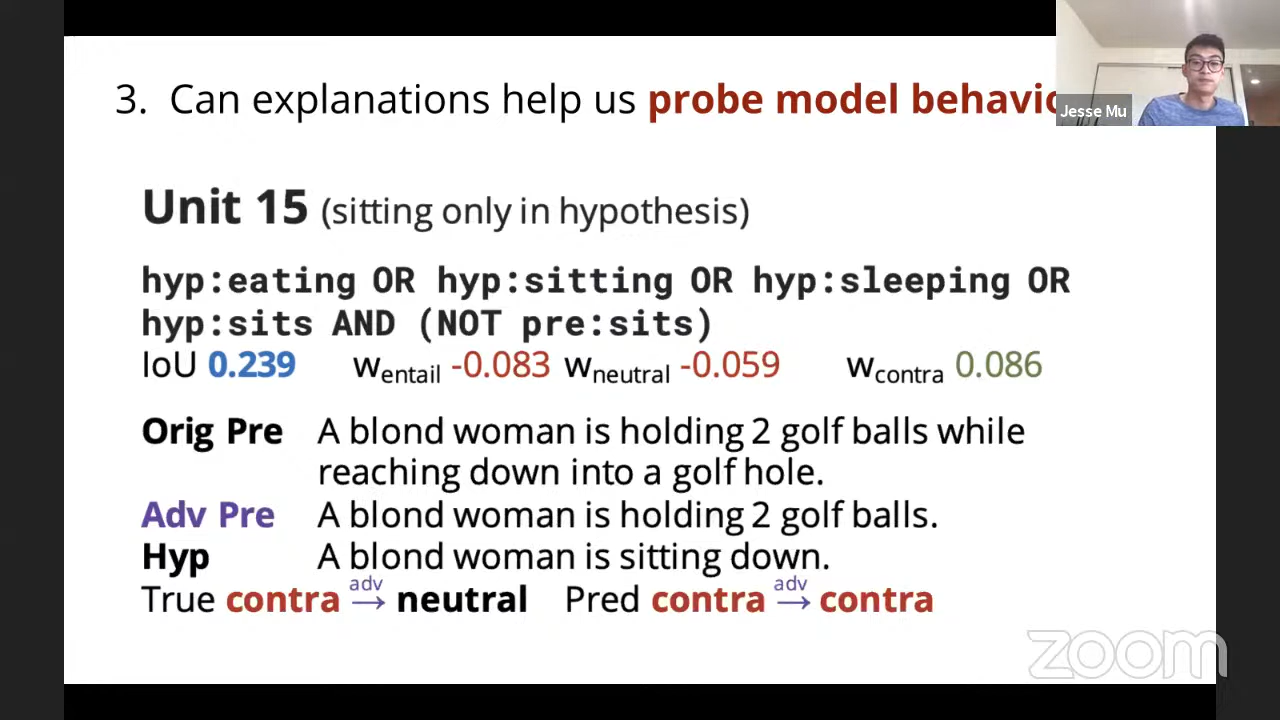 3. Can explanations help us probe model behavio
Jesse Mu
Unit 15 (sitting only in hypothesis)
hyp:eating OR hyp:sitting OR hyp:sleeping OR
hyp:sits AND (NOT pre:sits)
IoU 0.239 wentail -0.083 wneutral -0.059 wcontra 0.086
Orig Pre A blond woman is holding 2 golf balls while
reaching down into a golf hole.
Adv Pre A blond woman is holding 2 golf balls.
Hyp A blond woman is sitting down.
True contra adv→ neutral Pred contra adv→ contra
zoom